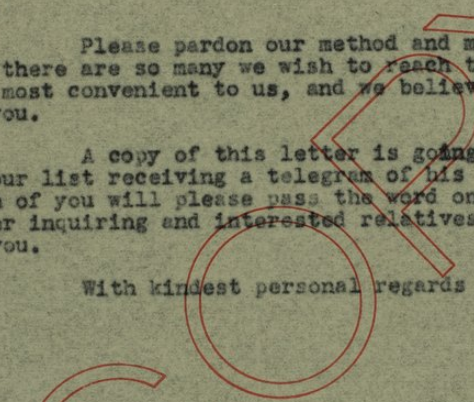 Please pardon our method and m
there are so many we wish to reach t
most convenient to us, and we believ
ou.
A copy of this letter is going
our list receiving a telegram of his
of you will please pass the word on
er inquiring and interested relatives
you.
With kindest personal regards